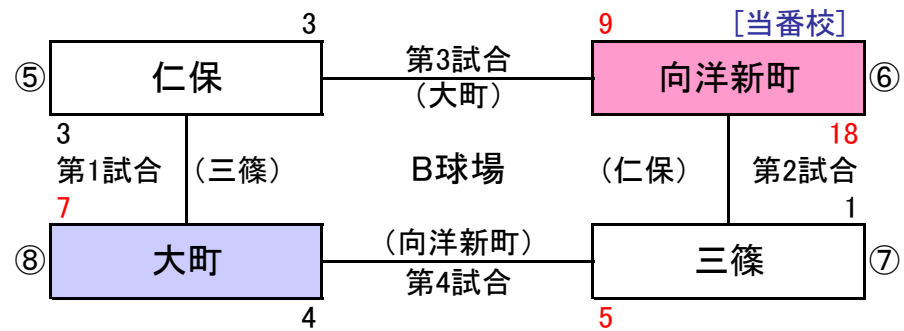 3 9 [当番校]
⑤ 仁保 第3試合 向洋新町 ⑥
(大町)
3 18
第1試合 (三篠) B球場 (仁保) 第2試合
7 1
⑧ 大町 (向洋新町) 三篠 ⑦
第4試合
4 5